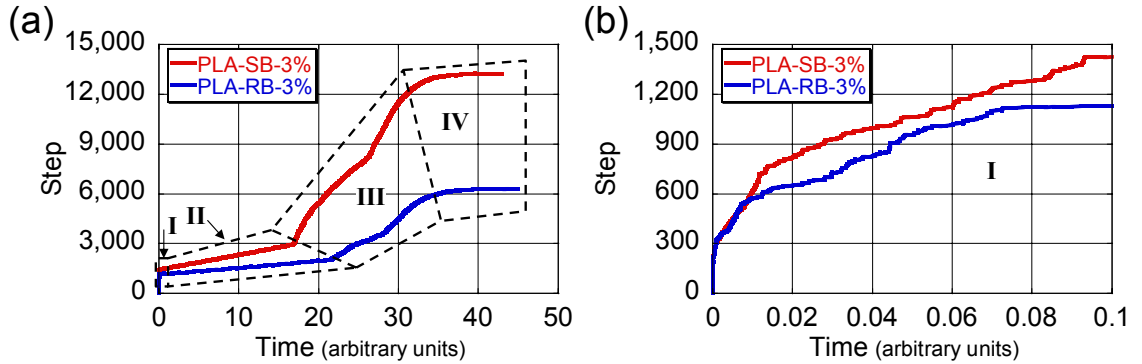 (a)
15,000
12,000
9,000
6,000
3,000
0
Step
PLA-SB-3%
PLA-RB-3%
I
II
III
IV
0 10 20 30 40 50
Time (arbitrary units)
(b)
1,500
1,200
900
600
300
0
Step
PLA-SB-3%
PLA-RB-3%
I
0 0.02 0.04 0.06 0.08 0.1
Time (arbitrary units)